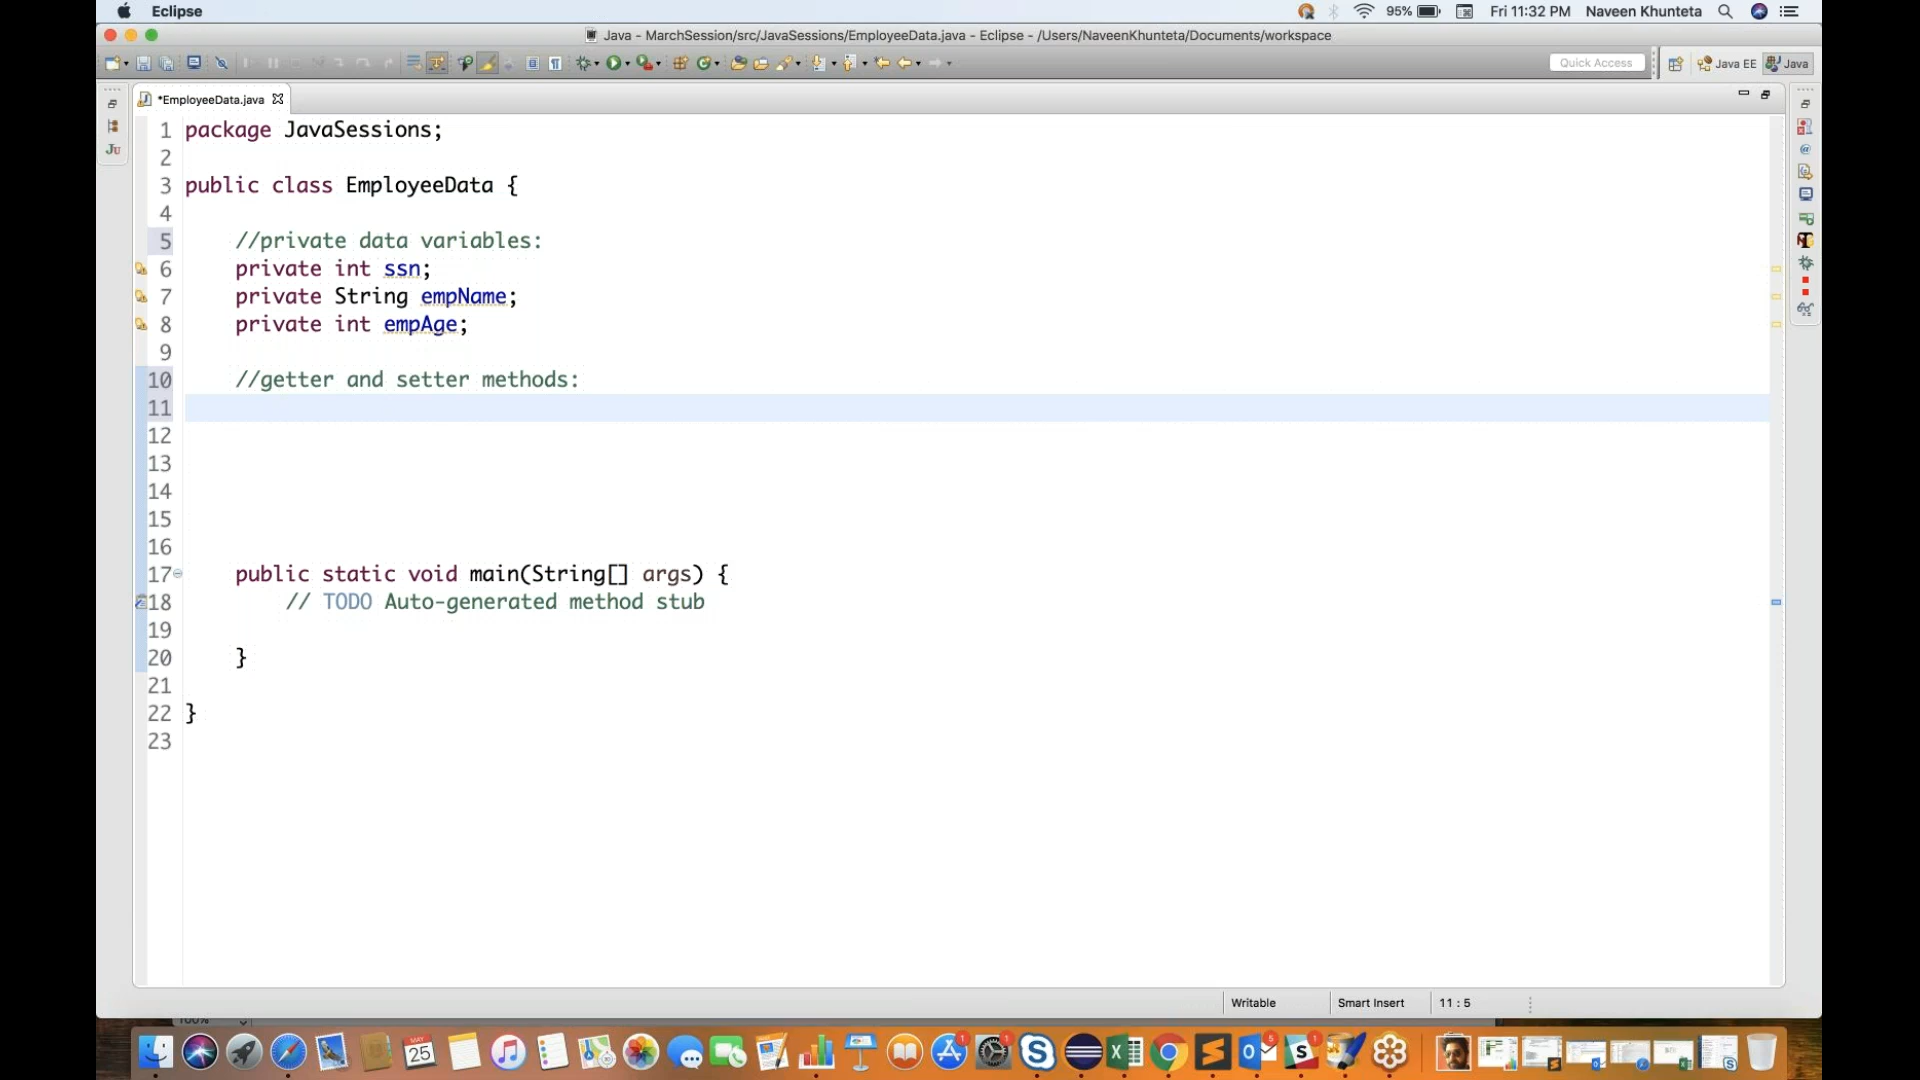 Eclipse
95%
Fri 11:32 PM
Naveen Khunteta
Java - MarchSession/src/JavaSessions/EmployeeData.java - Eclipse - /Users/NaveenKhunteta/Documents/workspace
Quick Access
Java EE
Java
*EmployeeData.java
1 package JavaSessions;
2
3 public class EmployeeData {
4
5 //private data variables:
6 private int ssn;
7 private String empName;
8 private int empAge;
9
10 //getter and setter methods:
11
12
13
14
15
16
17 public static void main(String[] args) {
18 // TODO Auto-generated method stub
19
20 }
21
22 }
23
Writable
Smart Insert
11 : 5
100%
25